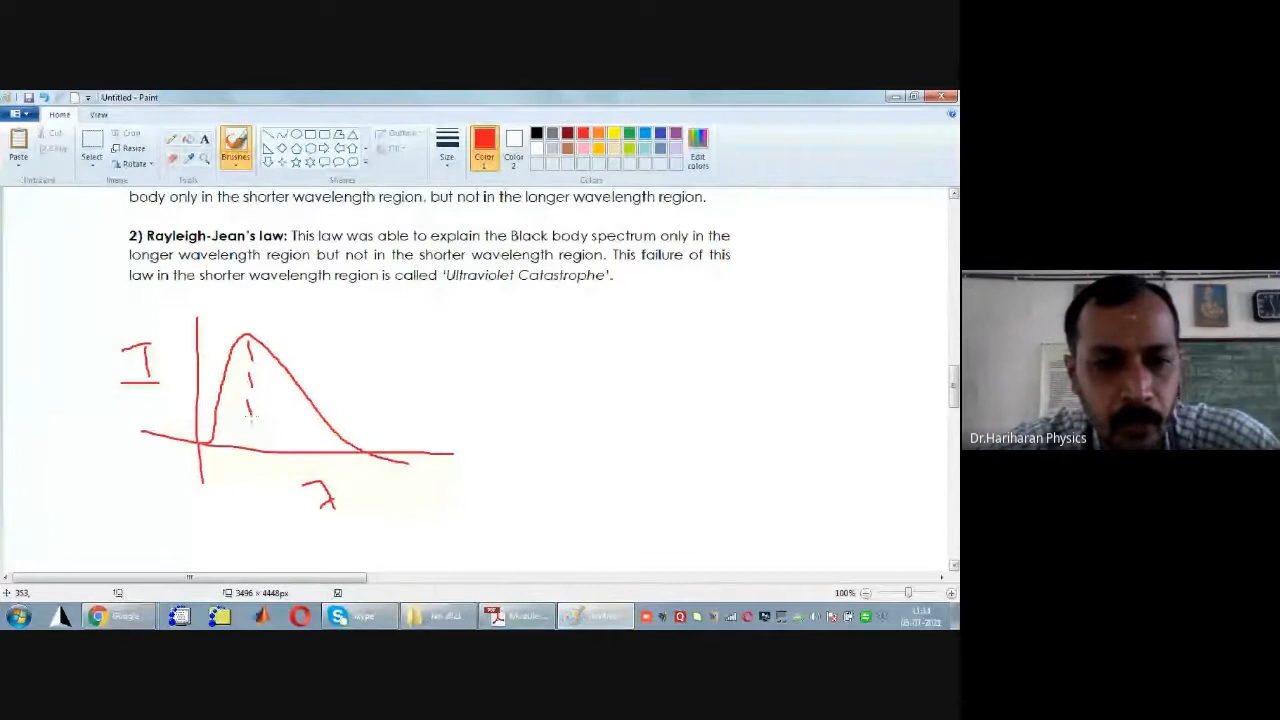 Untitled - Paint
Home View
Paste
Cut
Select
Crop
Resize
Rotate
A
Brushes
Size
Color 1
Color 2
Edit colors
Outline
Fill
Image
Shapes
Colors
body only in the shorter wavelength region, but not in the longer wavelength region.
2) Rayleigh-Jean's law: This law was able to explain the Black body spectrum only in the
longer wavelength region but not in the shorter wavelength region. This failure of this
law in the shorter wavelength region is called 'Ultraviolet Catastrophe'.
I
λ
Dr.Hariharan Physics
3496 × 4448px
100%
Google